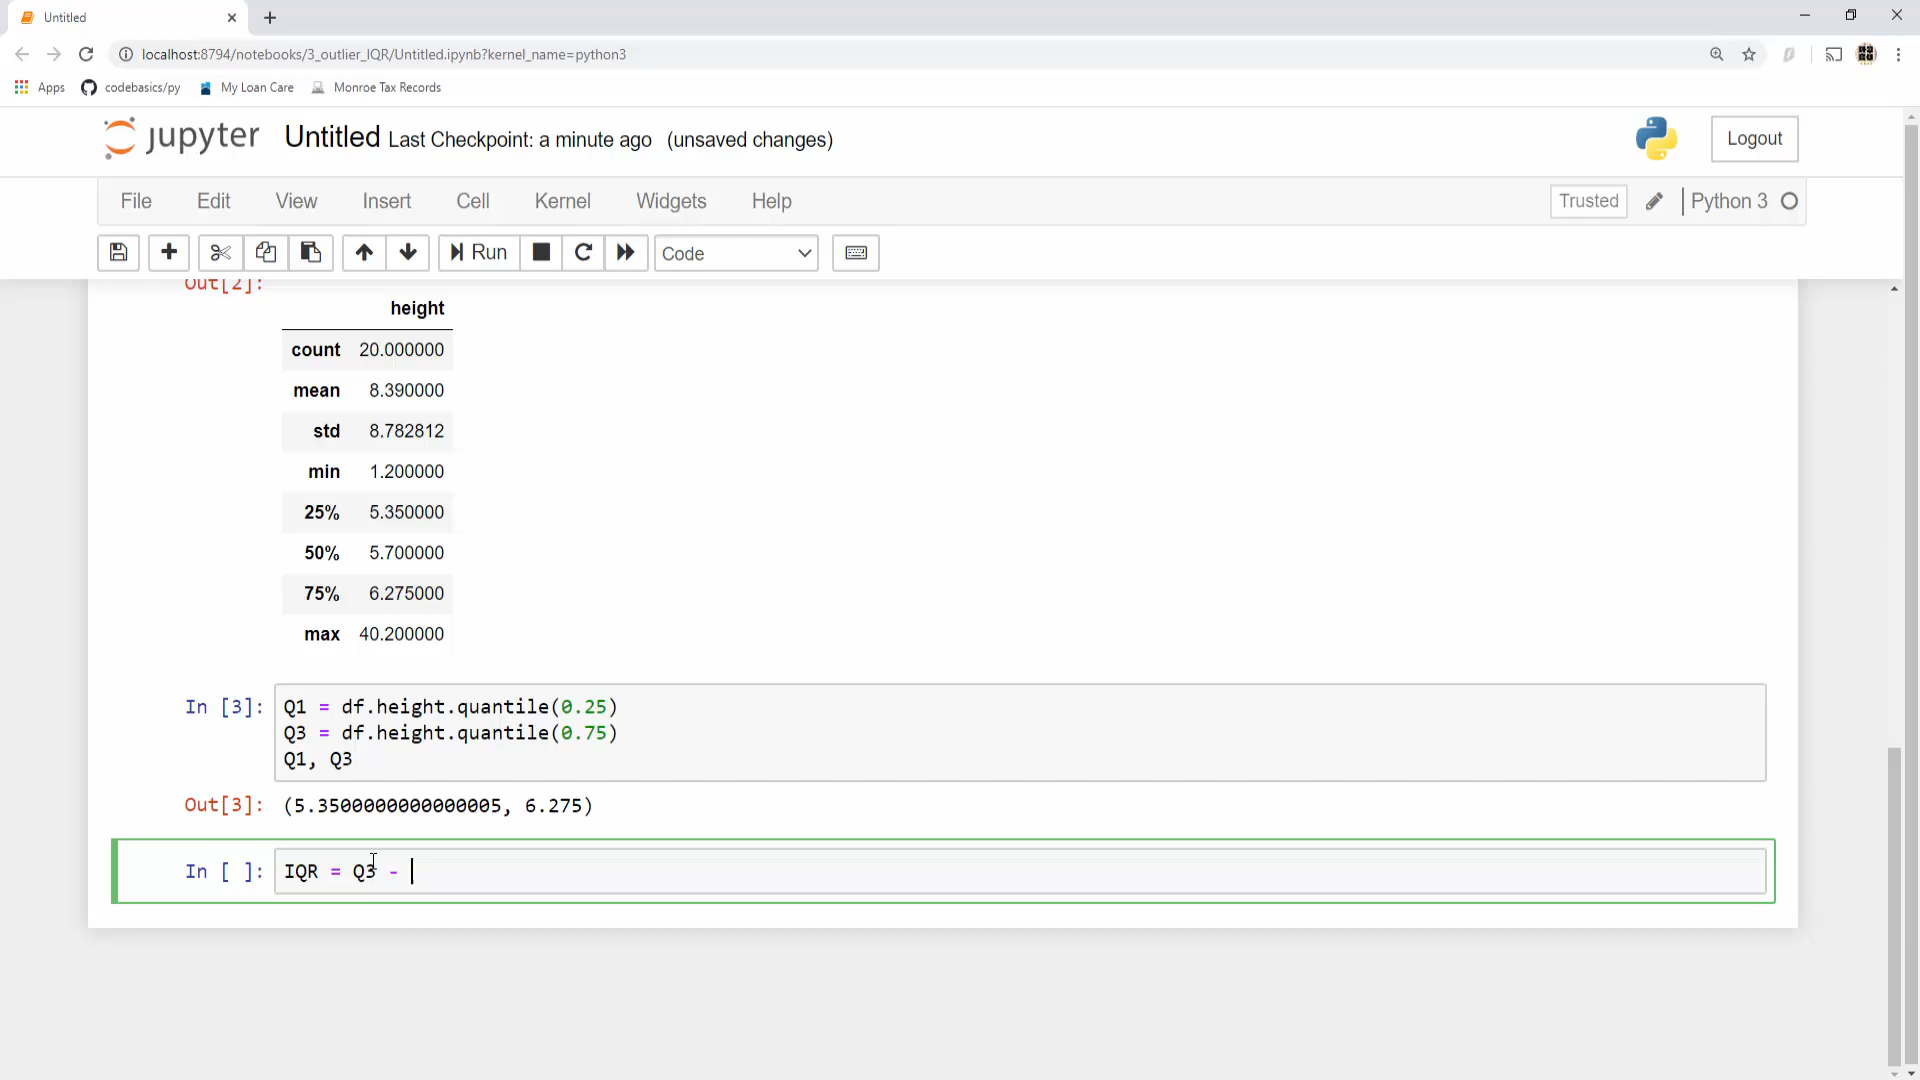 Untitled
localhost:8794/notebooks/3_outlier_IQR/Untitled.ipynb?kernel_name=python3
Apps codebasics/py My Loan Care Monroe Tax Records
jupyter Untitled Last Checkpoint: a minute ago (unsaved changes) Logout
File Edit View Insert Cell Kernel Widgets Help Trusted Python 3
Run Code
Out[2]:
height
count 20.000000
mean 8.390000
std 8.782812
min 1.200000
25% 5.350000
50% 5.700000
75% 6.275000
max 40.200000
In [3]: Q1 = df.height.quantile(0.25)
Q3 = df.height.quantile(0.75)
Q1, Q3
Out[3]: (5.3500000000000005, 6.275)
In [ ]: IQR = Q3 -